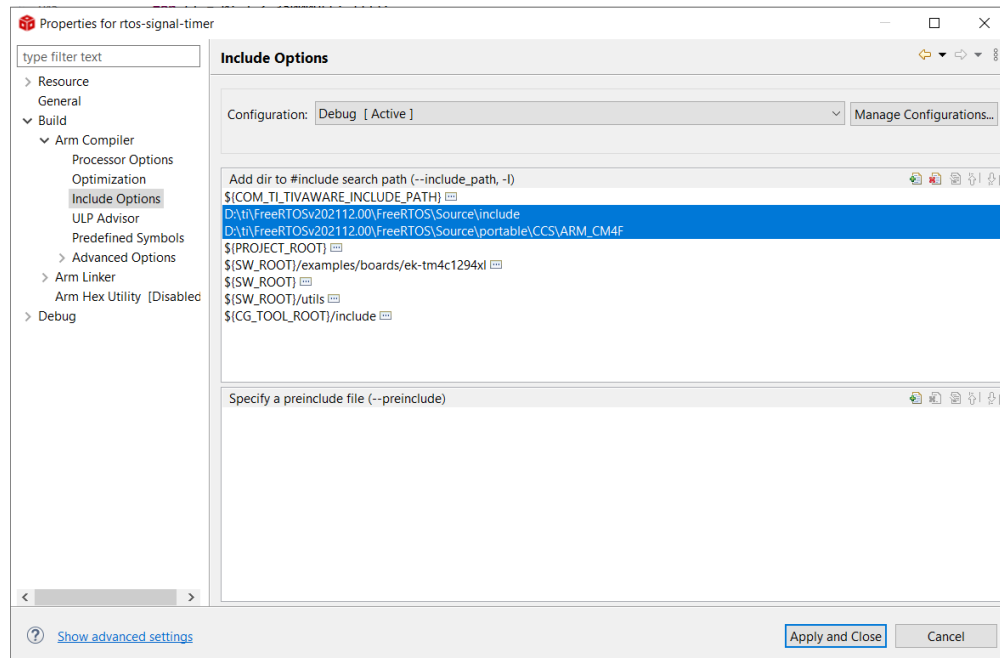 Properties for rtos-signal-timer
type filter text
Resource
General
Build
Arm Compiler
Processor Options
Optimization
Include Options
ULP Advisor
Predefined Symbols
Advanced Options
Arm Linker
Arm Hex Utility [Disabled
Debug
Include Options
Configuration: Debug [ Active ]
Manage Configurations...
Add dir to #include search path (--include_path, -I)
${COM_TI_TIVAWARE_INCLUDE_PATH}
D:\ti\FreeRTOSv202112.00\FreeRTOS\Source\include
D:\ti\FreeRTOSv202112.00\FreeRTOS\Source\portable\CCS\ARM_CM4F
${PROJECT_ROOT}
${SW_ROOT}/examples/boards/ek-tm4c1294xl
${SW_ROOT}
${SW_ROOT}/utils
${CG_TOOL_ROOT}/include
Specify a preinclude file (--preinclude)
Show advanced settings
Apply and Close
Cancel